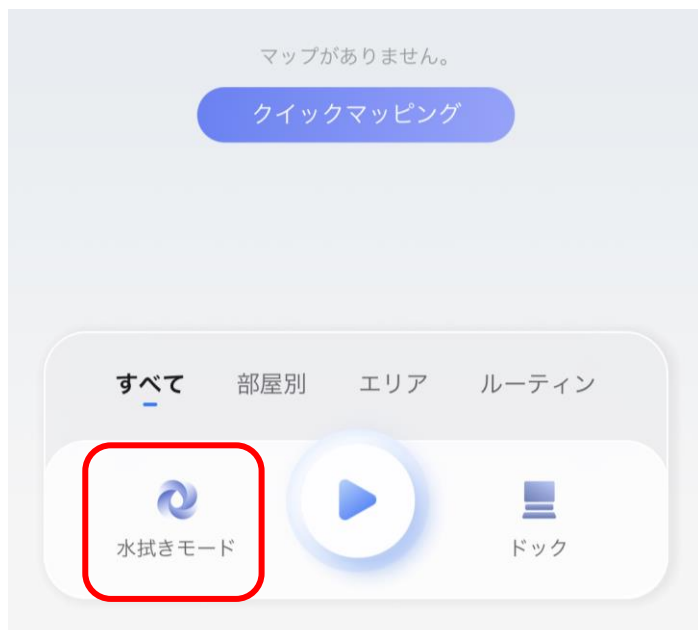 マップがありません。
クイックマッピング
すべて 部屋別 エリア ルーティン
水拭きモード ドック